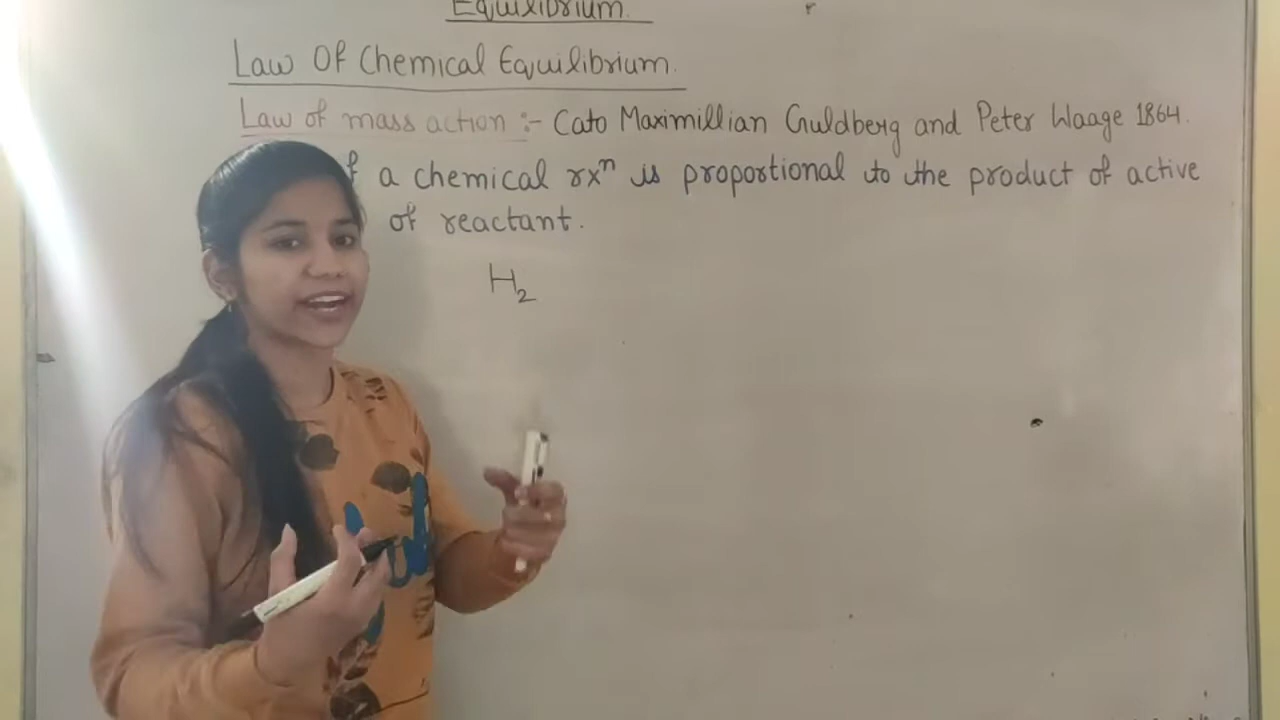 Equilibrium.
Law Of Chemical Equilibrium.
Law of mass action :- Cato Maximillian Guldberg and Peter Waage 1864.
f a chemical rxⁿ is proportional to the product of active
of reactant.
H₂